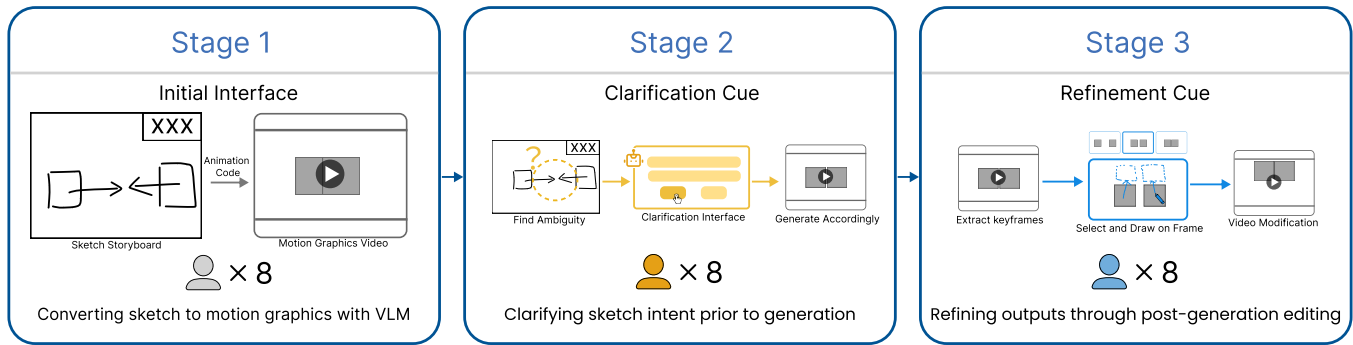 Stage 1
Initial Interface
XXX
Animation
Code
Sketch Storyboard
Motion Graphics Video
× 8
Converting sketch to motion graphics with VLM
Stage 2
Clarification Cue
?
XXX
Find Ambiguity
Clarification Interface
Generate Accordingly
× 8
Clarifying sketch intent prior to generation
Stage 3
Refinement Cue
Extract keyframes
Select and Draw on Frame
Video Modification
× 8
Refining outputs through post-generation editing